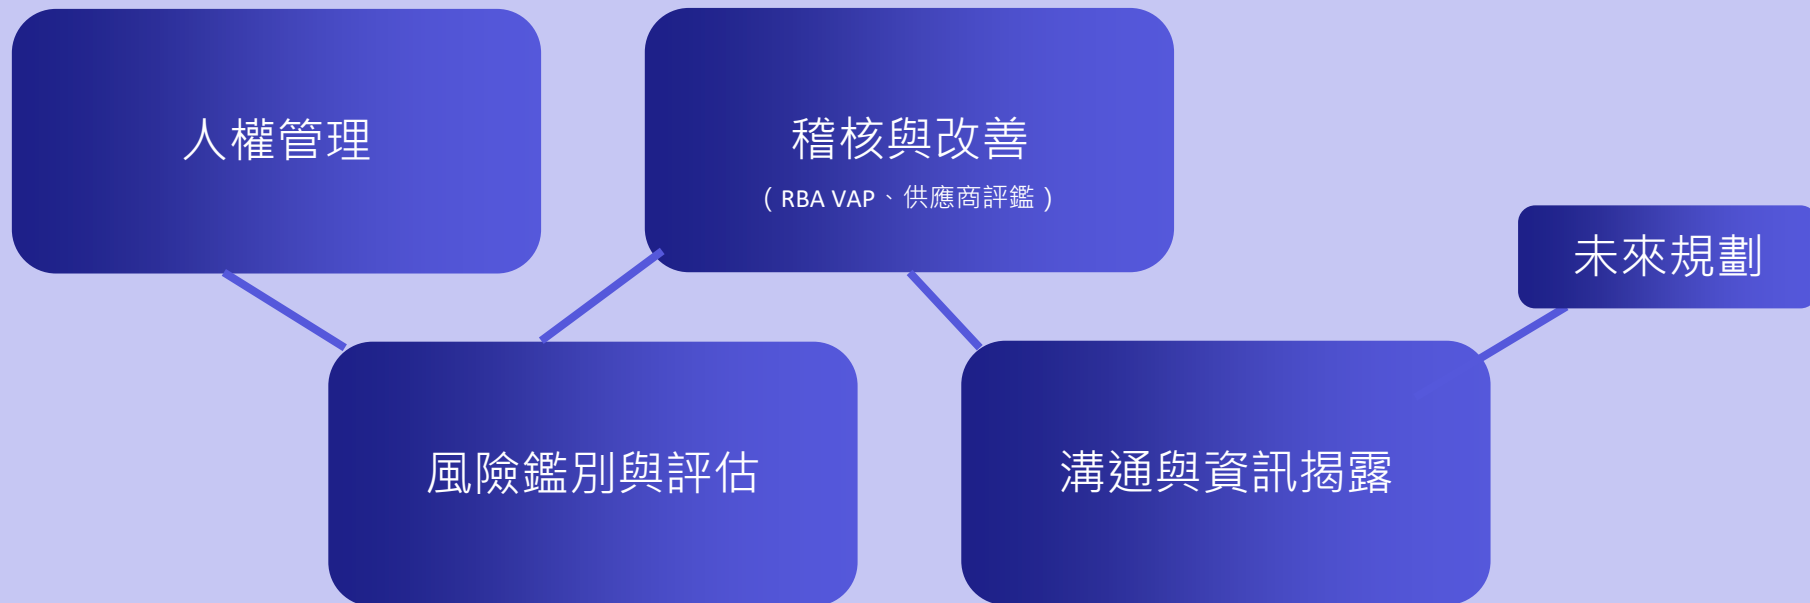 人權管理
稽核與改善
（RBA VAP、供應商評鑑）
未來規劃
風險鑑別與評估
溝通與資訊揭露